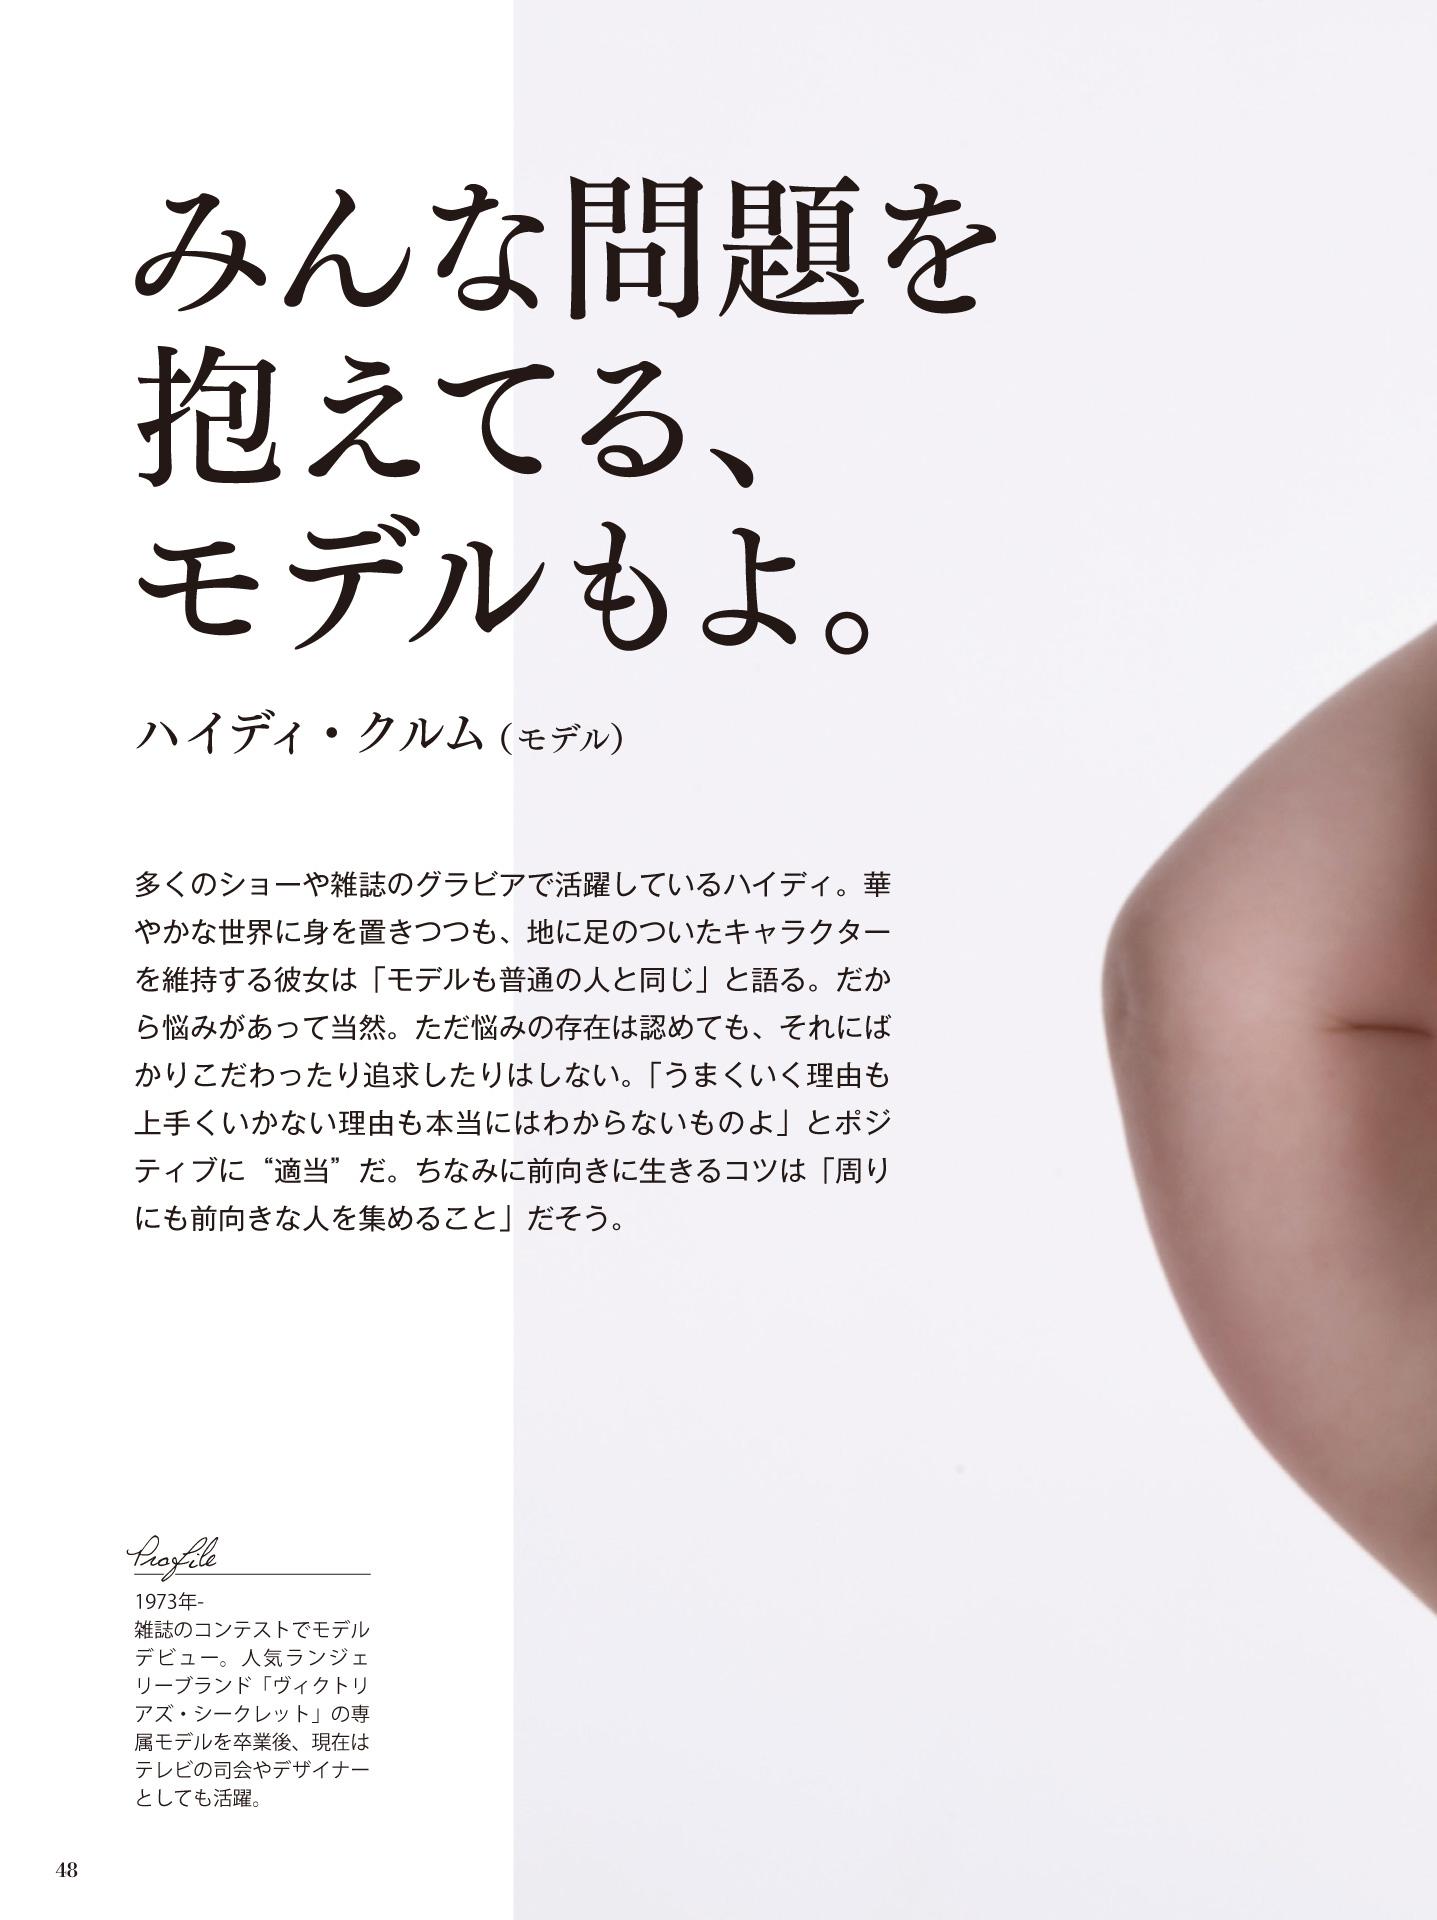 みんな問題を
抱えてる、
モデルもよ。
ハイディ・クルム（モデル）
多くのショーや雑誌のグラビアで活躍しているハイディ。華
やかな世界に身を置きつつも、地に足のついたキャラクター
を維持する彼女は「モデルも普通の人と同じ」と語る。だか
ら悩みがあって当然。ただ悩みの存在は認めても、それにば
かりこだわったり追求したりはしない。「うまくいく理由も
上手くいかない理由も本当にはわからないものよ」とポジ
ティブに“適当”だ。ちなみに前向きに生きるコツは「周り
にも前向きな人を集めること」だそう。
Profile
1973年-
雑誌のコンテストでモデル
デビュー。人気ランジェ
リーブランド「ヴィクトリ
アズ・シークレット」の専
属モデルを卒業後、現在は
テレビの司会やデザイナー
としても活躍。
48